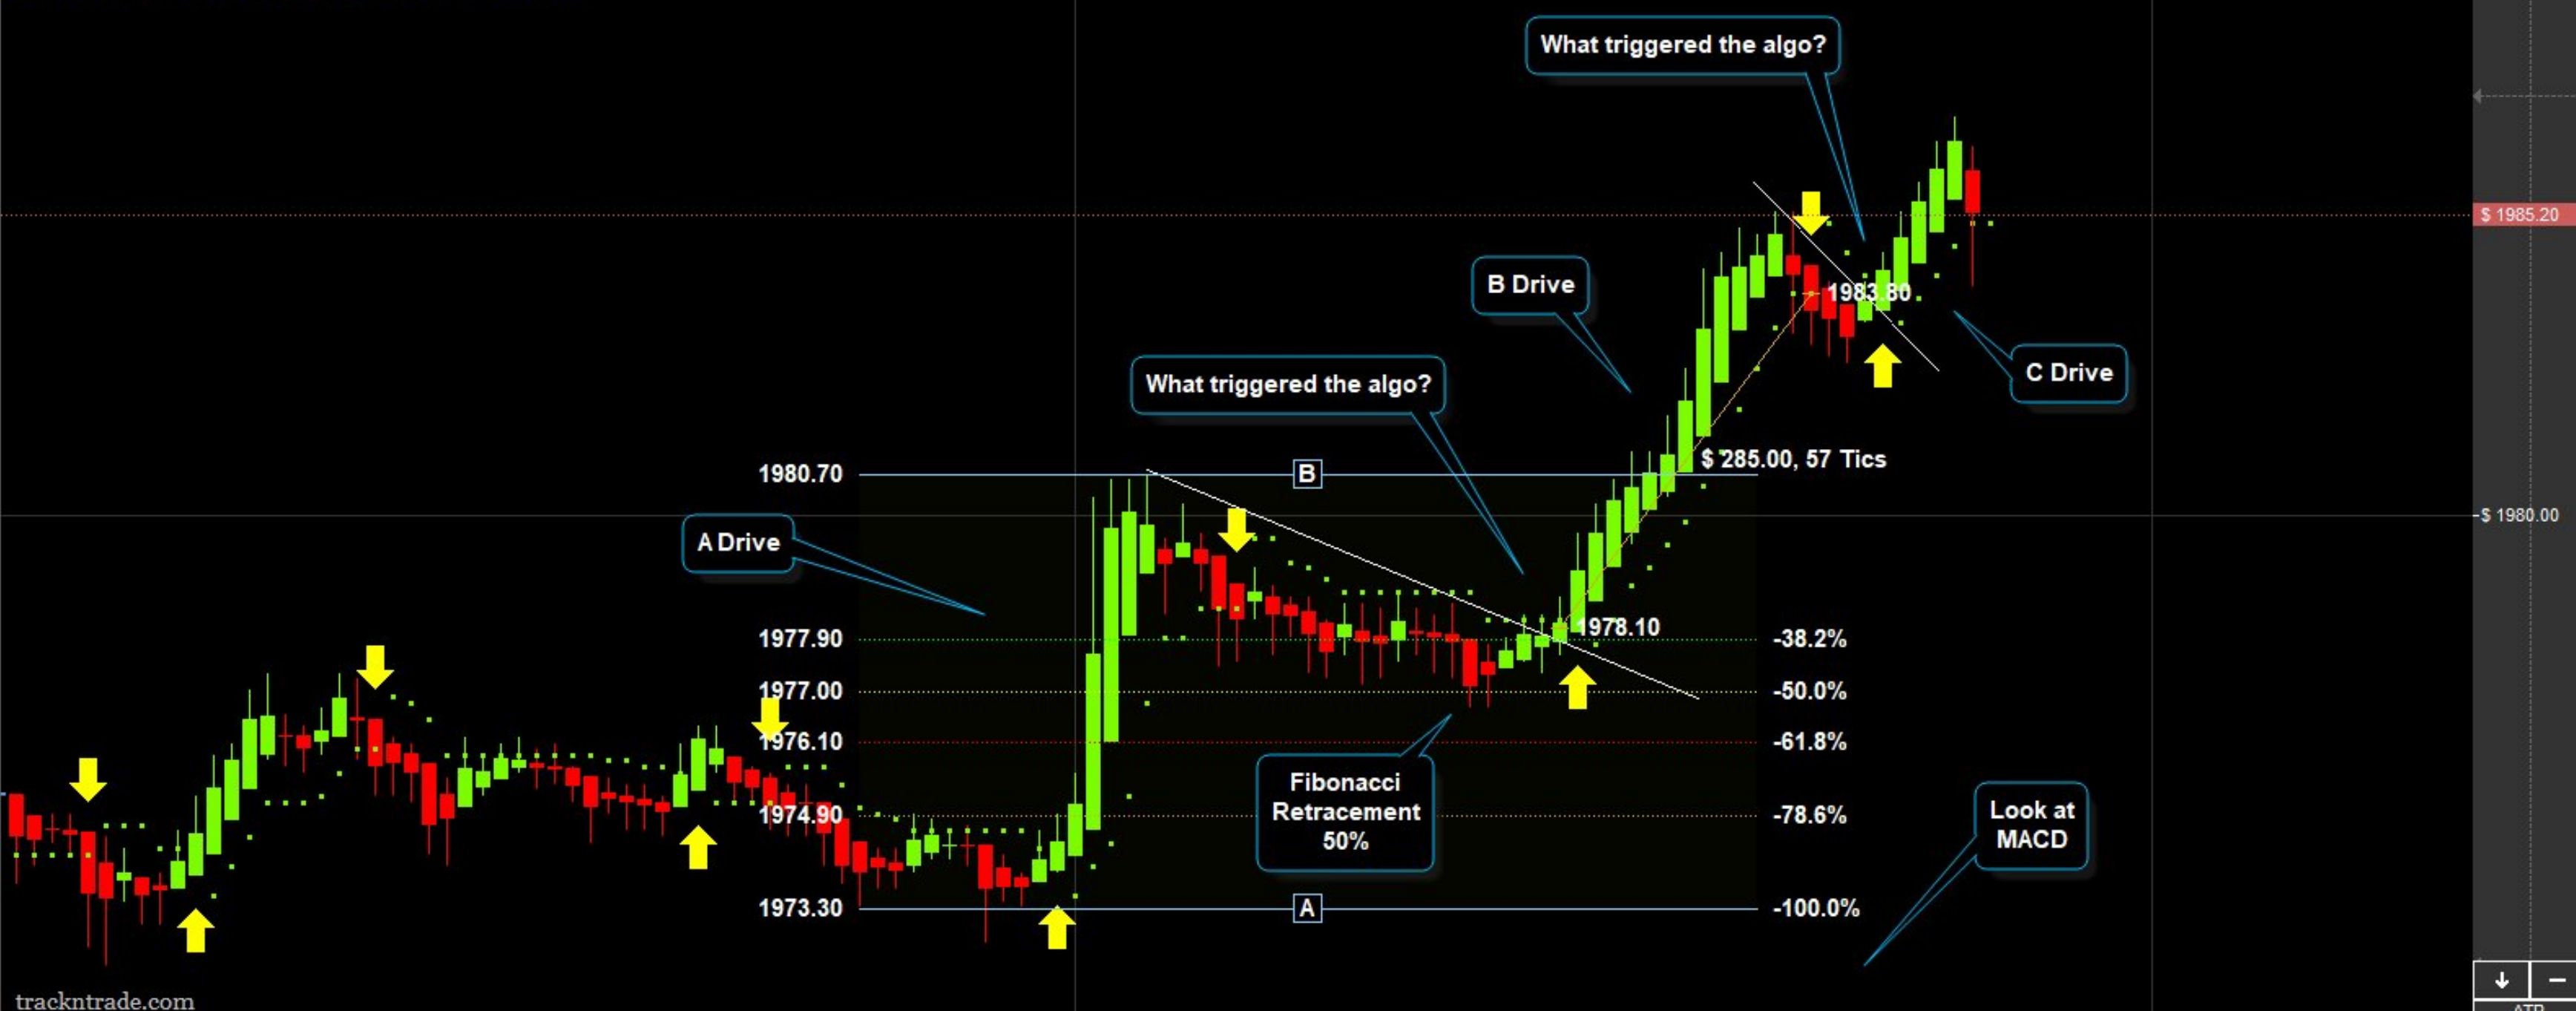 What triggered the algo?
$ 1985.20
B Drive
1983.80
What triggered the algo?
C Drive
$ 285.00, 57 Tics
1980.70
B
$ 1980.00
A Drive
1978.10
1977.90
-38.2%
1977.00
-50.0%
1976.10
-61.8%
Fibonacci
Retracement
50%
Look at
MACD
1974.90
-78.6%
1973.30
A
-100.0%
trackntrade.com